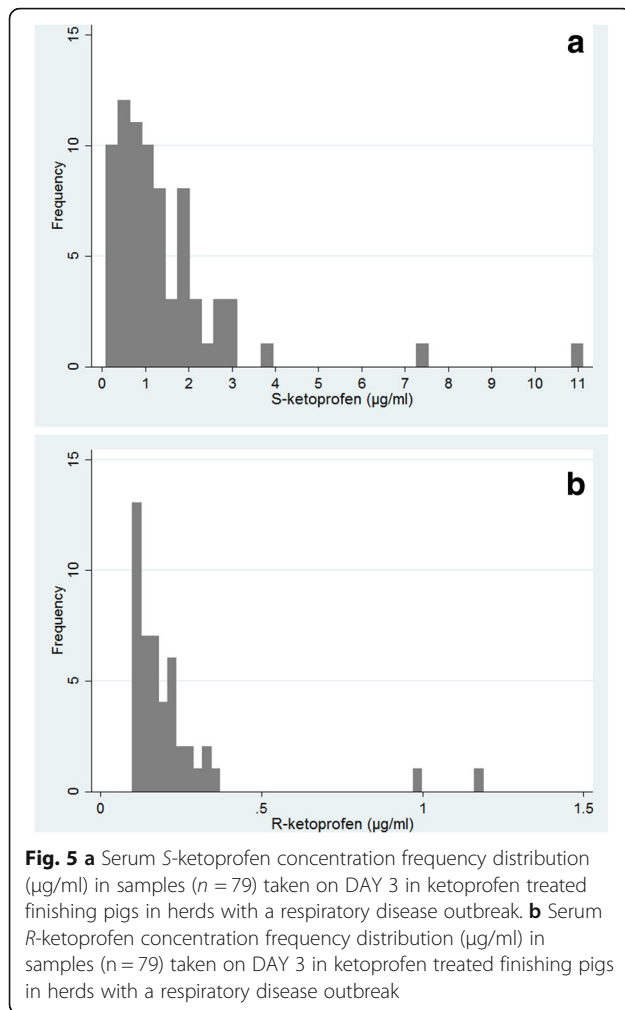 a
15
10
5
0
Frequency
0 1 2 3 4 5 6 7 8 9 10 11
S-ketoprofen (µg/ml)
b
15
10
5
0
Frequency
0 .5 1 1.5
R-ketoprofen (µg/ml)
Fig. 5 a Serum S-ketoprofen concentration frequency distribution
(µg/ml) in samples (n = 79) taken on DAY 3 in ketoprofen treated
finishing pigs in herds with a respiratory disease outbreak. b Serum
R-ketoprofen concentration frequency distribution (µg/ml) in
samples (n = 79) taken on DAY 3 in ketoprofen treated finishing pigs
in herds with a respiratory disease outbreak